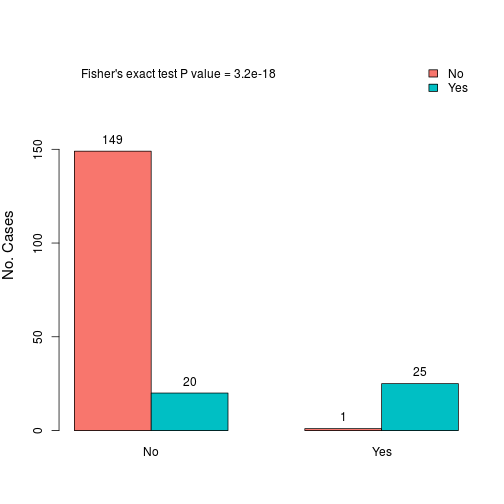 Fisher's exact test P value = 3.2e-18
No
Yes
No. Cases
150
100
50
0
149
20
1
25
No
Yes